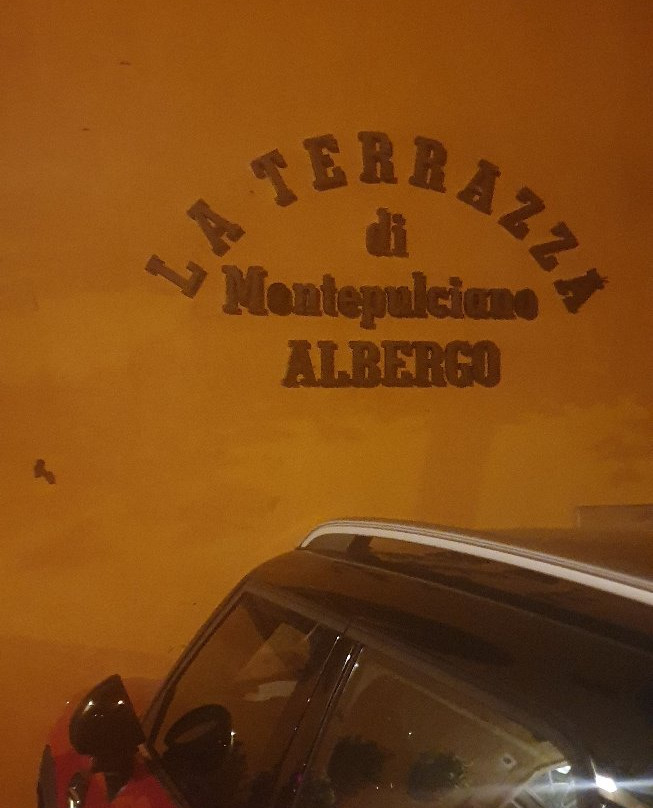 LA TERRAZZA
di
Montepulciano
ALBERGO